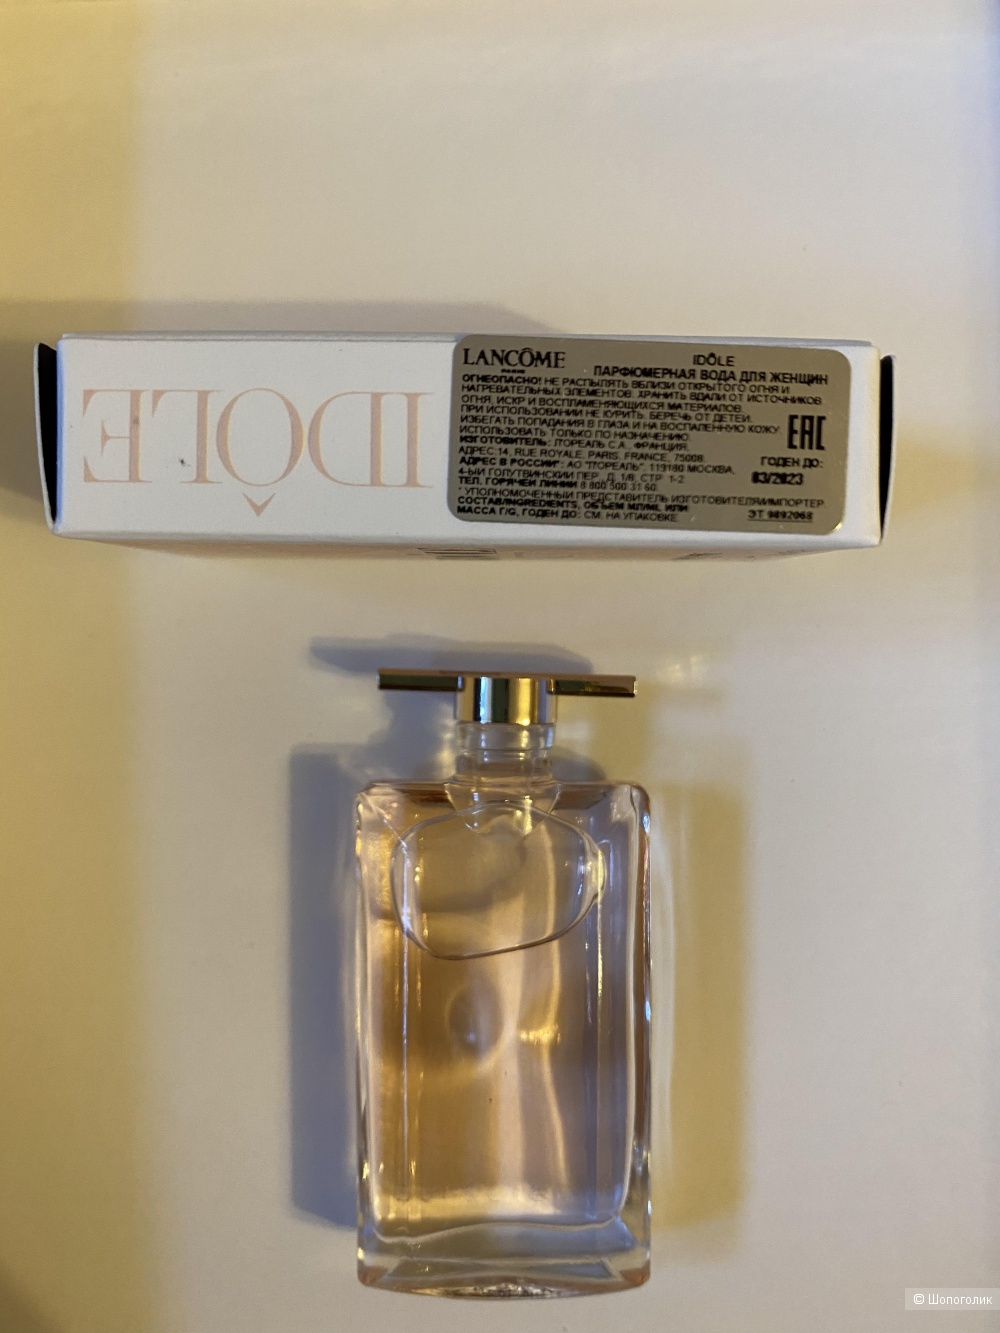 IDÔLE
LANCÔME
PARIS
IDÔLE
ПАРФЮМЕРНАЯ ВОДА ДЛЯ ЖЕНЩИН
ОГНЕОПАСНО! НЕ РАСПЫЛЯТЬ ВБЛИЗИ ОТКРЫТОГО ОГНЯ И
НАГРЕВАТЕЛЬНЫХ ЭЛЕМЕНТОВ. ХРАНИТЬ ВДАЛИ ОТ ИСТОЧНИКОВ
ОГНЯ, ИСКР И ВОСПЛАМЕНЯЮЩИХСЯ МАТЕРИАЛОВ.
ПРИ ИСПОЛЬЗОВАНИИ НЕ КУРИТЬ. БЕРЕЧЬ ОТ ДЕТЕЙ.
ИЗБЕГАТЬ ПОПАДАНИЯ В ГЛАЗА И НА ВОСПАЛЕННУЮ КОЖУ.
ИСПОЛЬЗОВАТЬ ТОЛЬКО ПО НАЗНАЧЕНИЮ.
ИЗГОТОВИТЕЛЬ: Л'ОРЕАЛЬ С.А., ФРАНЦИЯ.
АДРЕС:14, RUE ROYALE, PARIS, FRANCE, 75008.
АДРЕС В РОССИИ*: АО "Л'ОРЕАЛЬ", 119180 МОСКВА,
4-ЫЙ ГОЛУТВИНСКИЙ ПЕР., Д. 1/8, СТР. 1-2
ТЕЛ. ГОРЯЧЕЙ ЛИНИИ 8 800 500 31 60.
* УПОЛНОМОЧЕННЫЙ ПРЕДСТАВИТЕЛЬ ИЗГОТОВИТЕЛЯ/ИМПОРТЕР
СОСТАВ/INGREDIENTS, ОБЪЕМ МЛ/ML ИЛИ
МАССА Г/G, ГОДЕН ДО: СМ. НА УПАКОВКЕ
EAC
ГОДЕН ДО:
03/2023
ЭТ 9892068
© Шопоголик